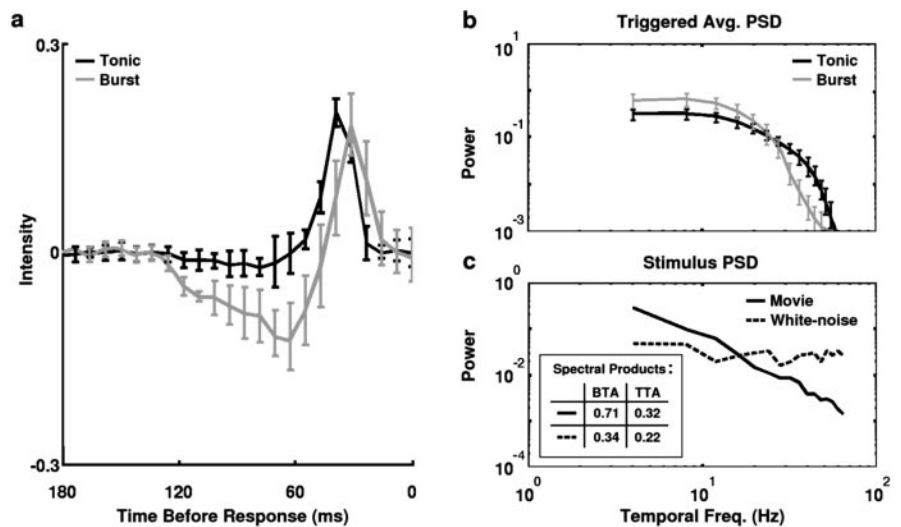 a
0.3
Tonic
Burst
Intensity
0
-0.3
180
120
60
0
Time Before Response (ms)
b
Triggered Avg. PSD
10^1
Tonic
Burst
Power
10^-1
10^-3
c
Stimulus PSD
10^0
Movie
White-noise
Power
10^-2
Spectral Products:
BTA TTA
0.71 0.32
0.34 0.22
10^-4
10^0
10^1
10^2
Temporal Freq. (Hz)